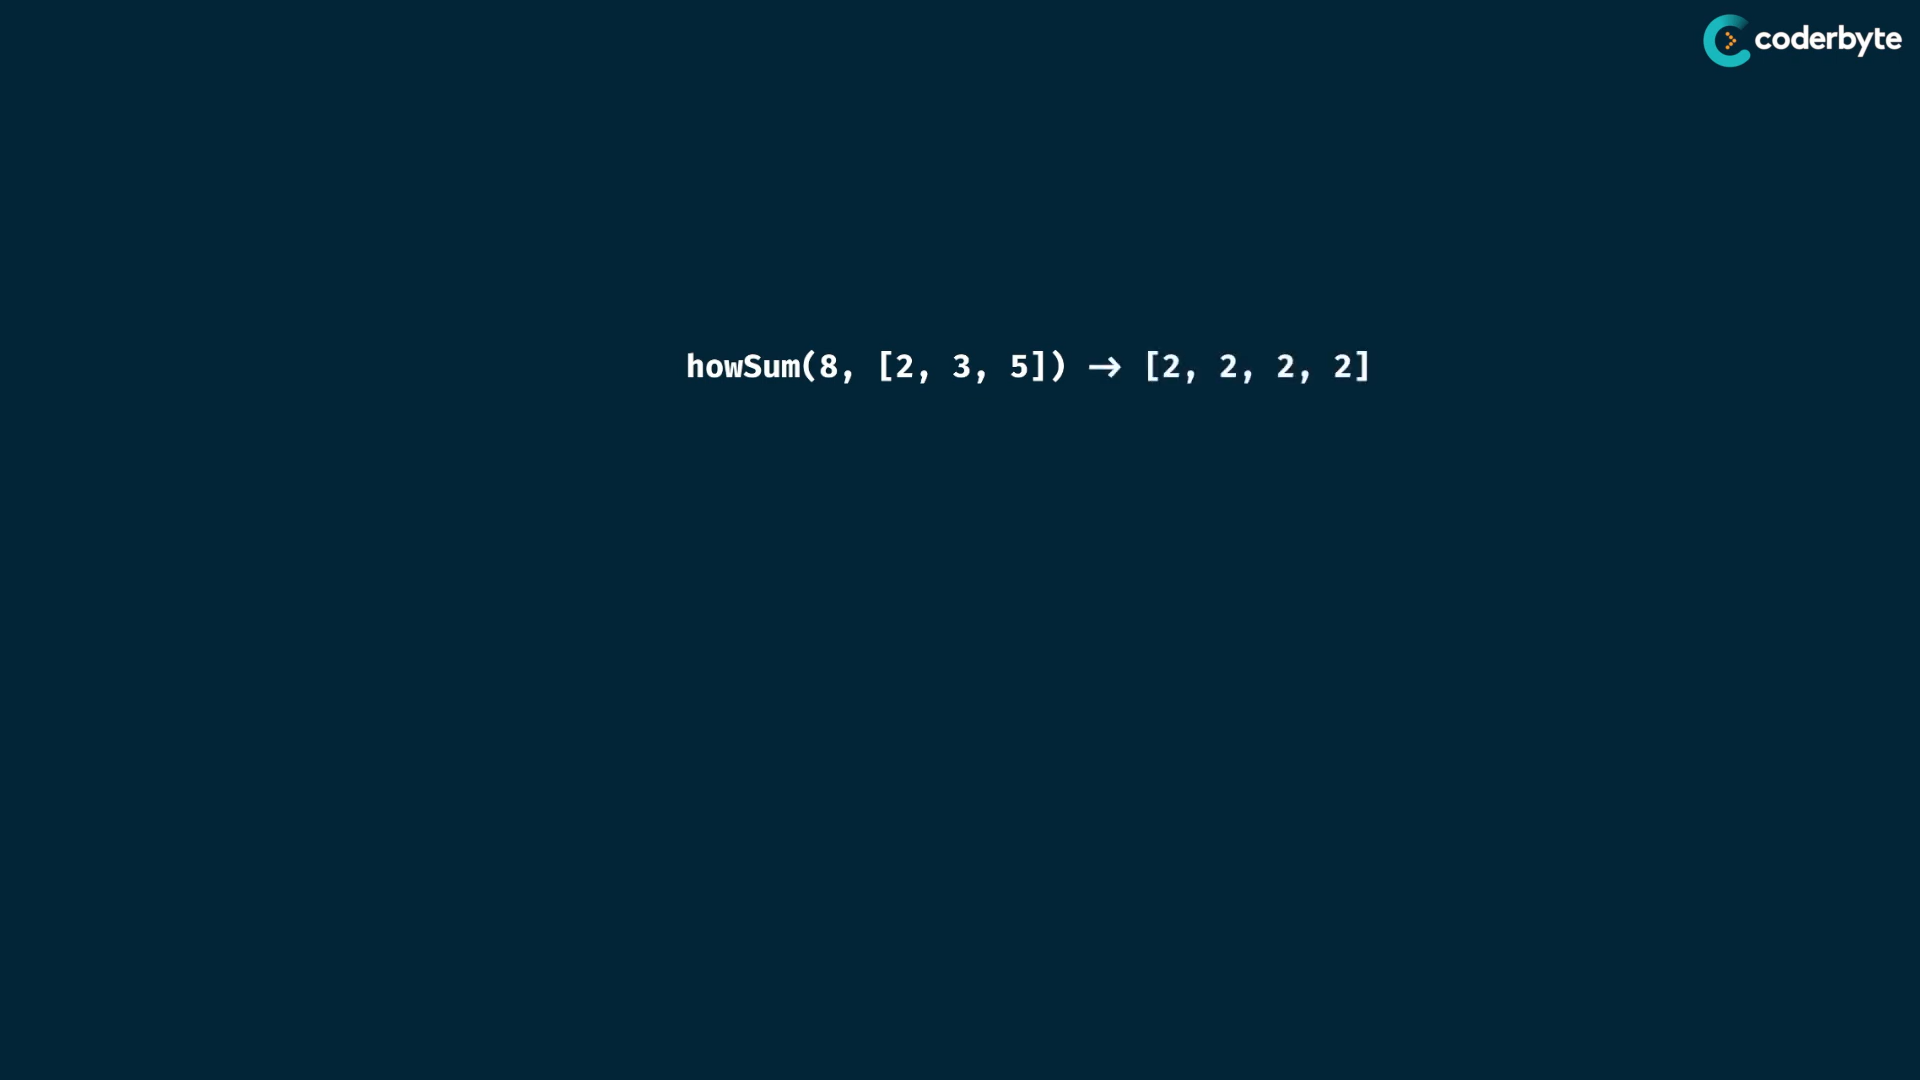 coderbyte
howSum(8, [2, 3, 5]) → [2, 2, 2, 2]